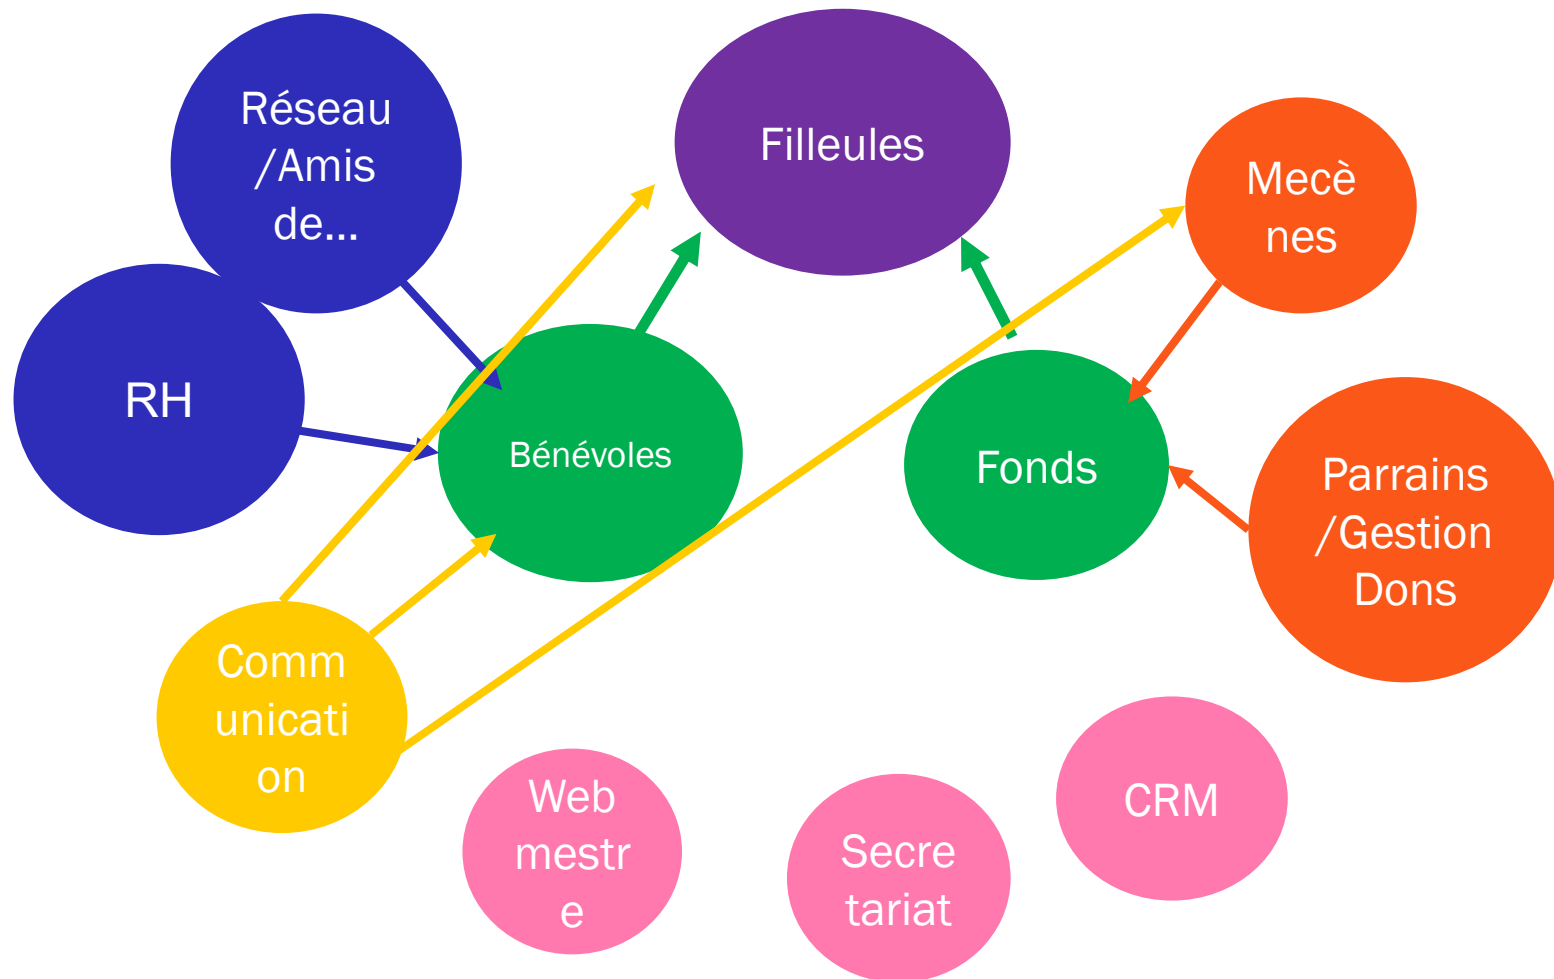 Réseau
/Amis
de...
Filleules
Mecè
nes
RH
Bénévoles
Fonds
Parrains
/Gestion
Dons
Comm
unicati
on
Web
mestr
e
Secre
tariat
CRM